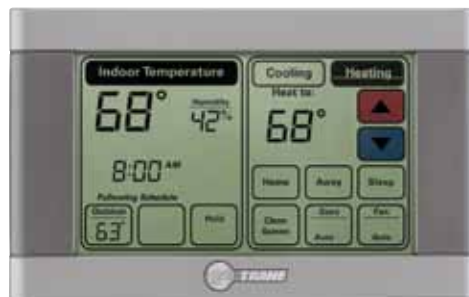 Indoor Temperature
68°
Humidity
42%
8:00 AM
Following Schedule
Outdoor
63°
Hold
Cooling
Heating
Heat to:
68°
Home
Away
Sleep
Clean
Screen
Auto
Fan
Auto
TRANE